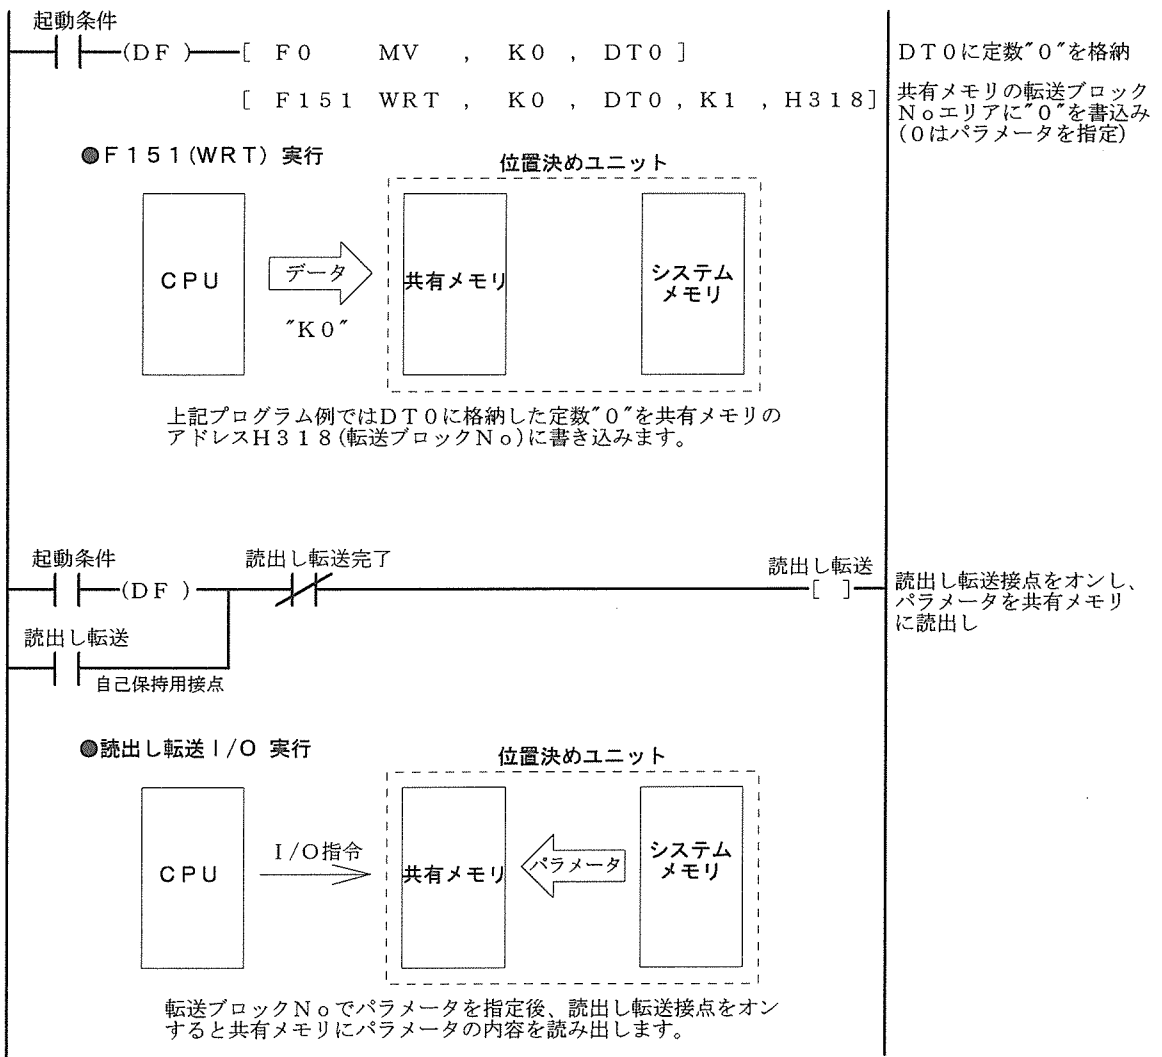 起動条件
(DF) [ F0 MV , K0 , DT0 ] DT0に定数"0"を格納
[ F151 WRT , K0 , DT0 , K1 , H318] 共有メモリの転送ブロック
Noエリアに"0"を書込み
(0はパラメータを指定)
●F151(WRT) 実行
位置決めユニット
CPU
データ
"K0"
共有メモリ
システム
メモリ
上記プログラム例ではDT0に格納した定数"0"を共有メモリの
アドレスH318(転送ブロックNo)に書き込みます。
起動条件 読出し転送完了 読出し転送
(DF) [ ] 読出し転送接点をオンし、
パラメータを共有メモリ
に読出し
読出し転送
自己保持用接点
●読出し転送I/O 実行
位置決めユニット
CPU
I/O指令
共有メモリ
パラメータ
システム
メモリ
転送ブロックNoでパラメータを指定後、読出し転送接点をオン
すると共有メモリにパラメータの内容を読み出します。